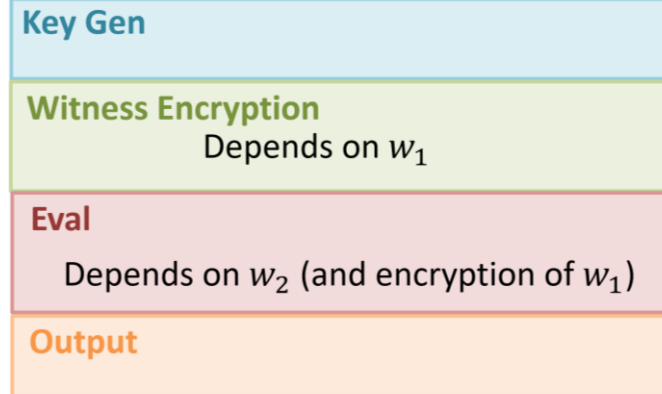 Key Gen
Witness Encryption
Depends on w₁
Eval
Depends on w₂ (and encryption of w₁)
Output